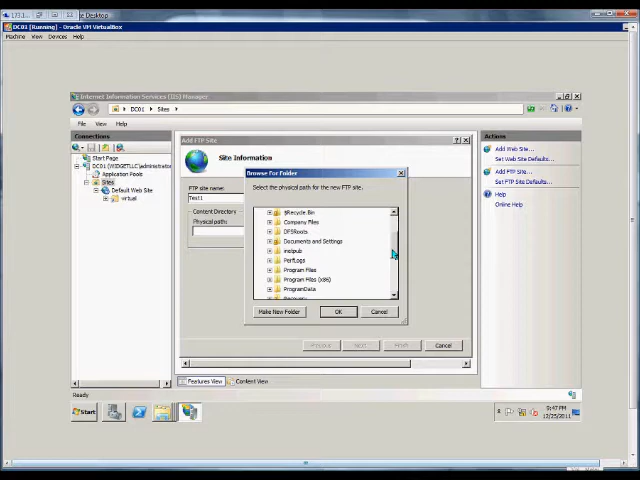 e Desktop
DC01 [Running] - Oracle VM VirtualBox
Machine View Devices Help
Internet Information Services (IIS) Manager
DC01 Sites
File View Help
Connections
Start Page
DC01 (WIDGETLLC\administrator
Application Pools
Sites
Default Web Site
virtual
Add FTP Site
Site Information
FTP site name:
Test1
Content Directory
Physical path:
Browse For Folder
Select the physical path for the new FTP site.
$Recycle.Bin
Company Files
DFSRoots
Documents and Settings
inetpub
PerfLogs
Program Files
Program Files (x86)
ProgramData
Recovery
Make New Folder OK Cancel
Previous Next Finish Cancel
Actions
Add Web Site...
Set Web Site Defaults...
Add FTP Site...
Set FTP Site Defaults...
Help
Online Help
Features View Content View
Ready
Start
9:47 PM
12/25/2011